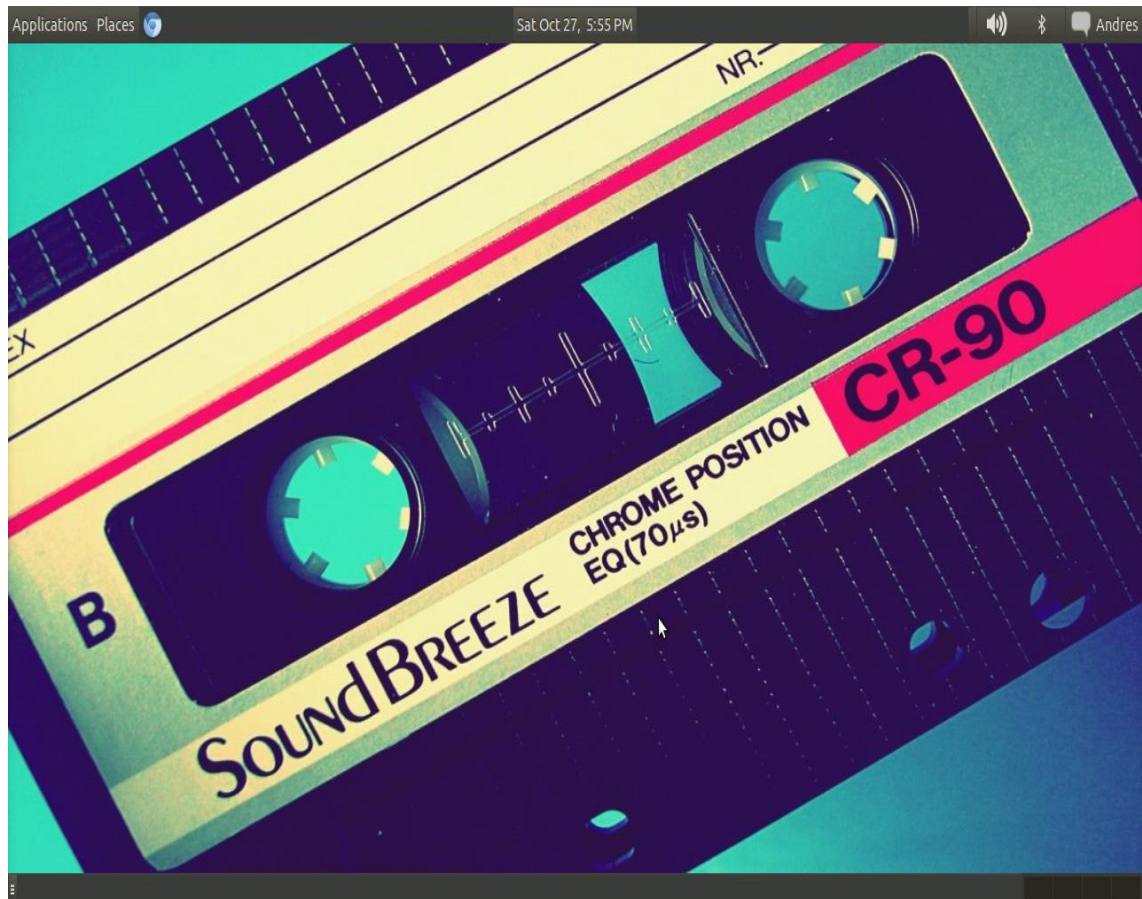 Applications Places
Sat Oct 27, 5:55 PM
Andres
NR.
EX
CR-90
CHROME POSITION
EQ(70µs)
B
SOUNdBREEZE